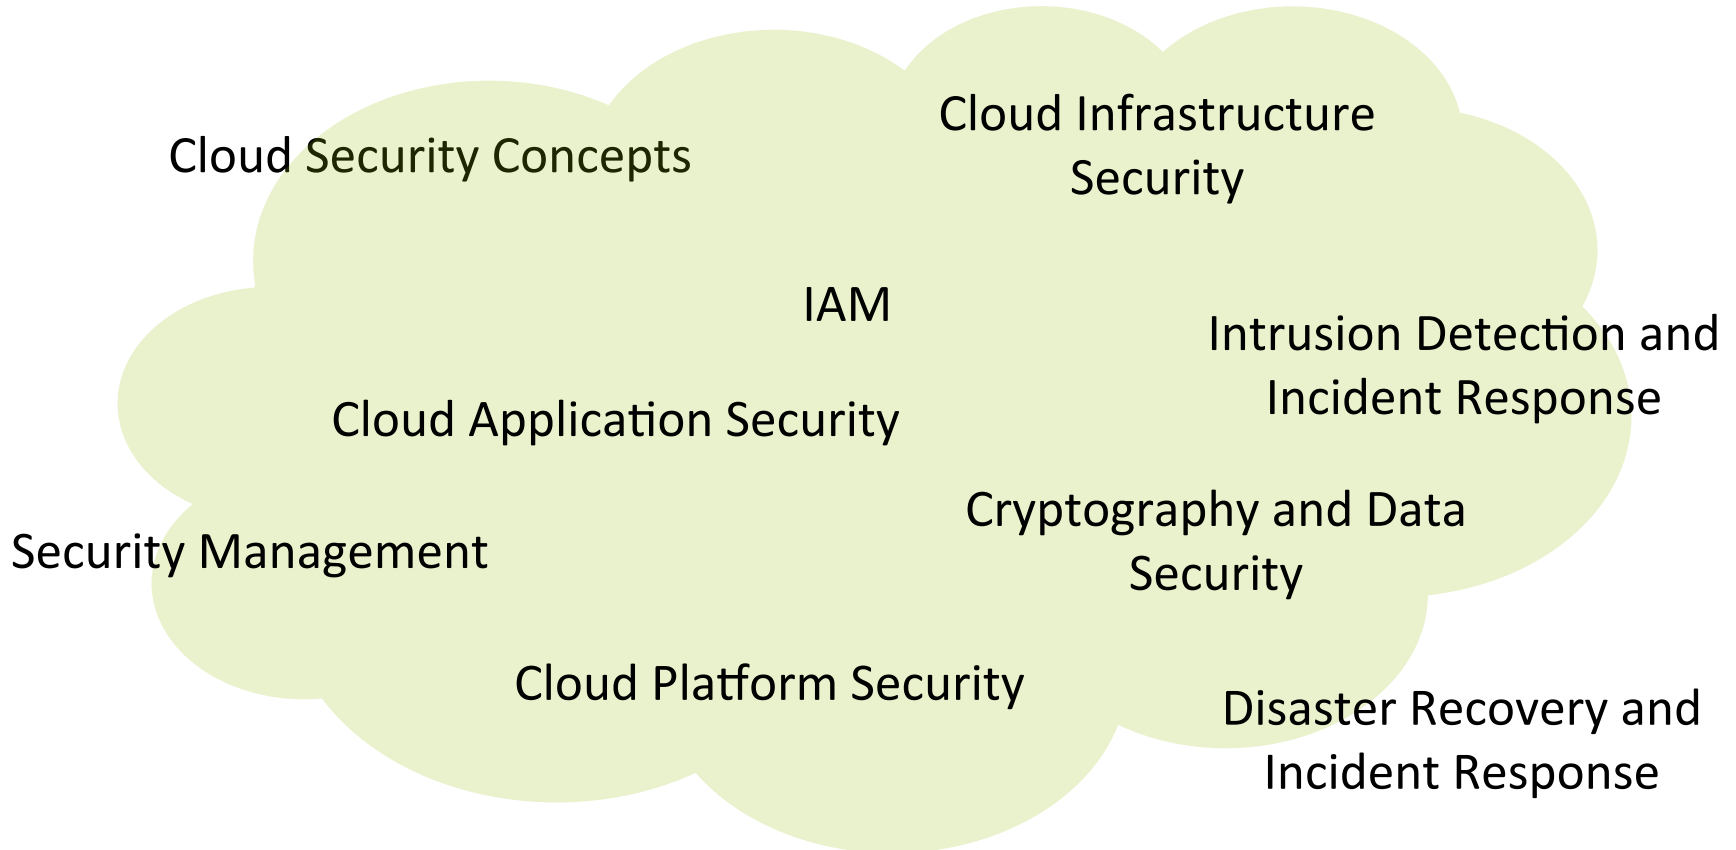 Cloud Security Concepts
Cloud Infrastructure
Security
IAM
Intrusion Detection and
Incident Response
Cloud Application Security
Cryptography and Data
Security
Security Management
Cloud Platform Security
Disaster Recovery and
Incident Response